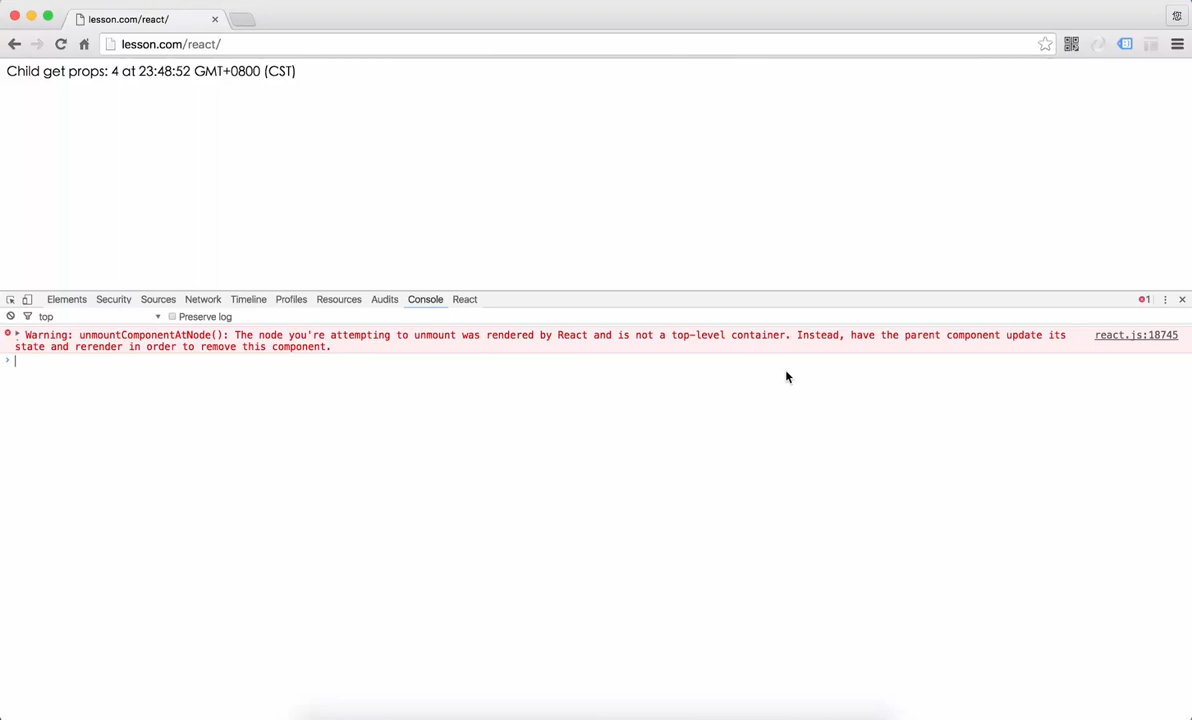 lesson.com/react/
lesson.com/react/
Child get props: 4 at 23:48:52 GMT+0800 (CST)
Elements Security Sources Network Timeline Profiles Resources Audits Console React 1
top Preserve log
Warning: unmountComponentAtNode(): The node you're attempting to unmount was rendered by React and is not a top-level container. Instead, have the parent component update its react.js:18745
state and rerender in order to remove this component.